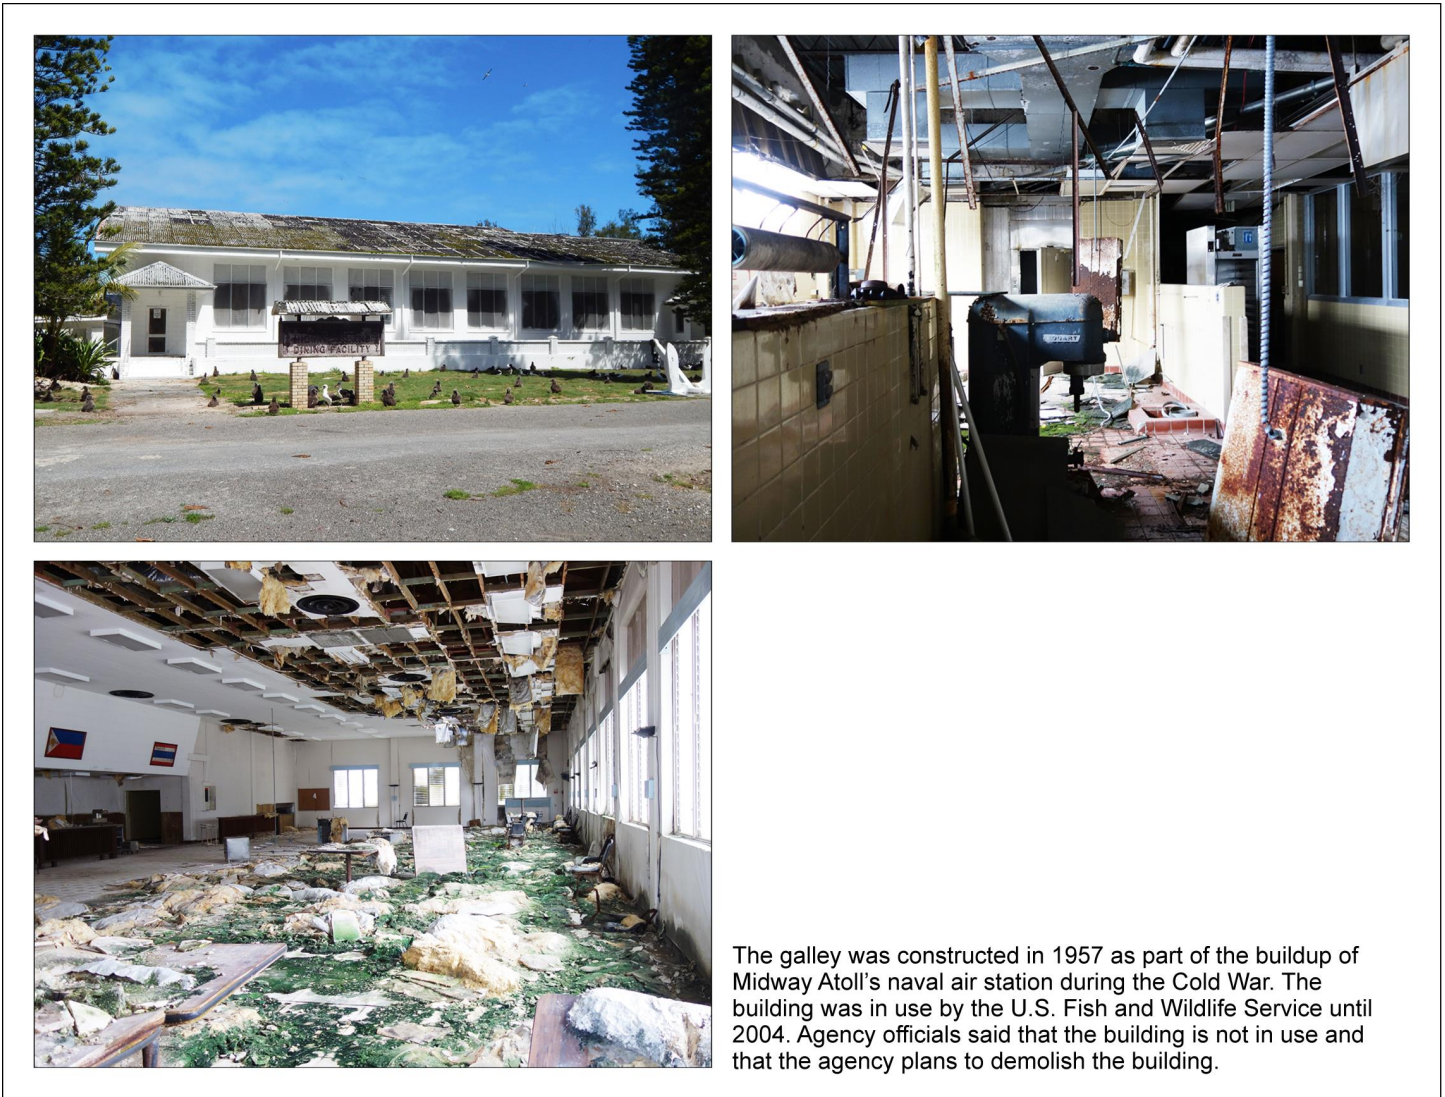 DINING FACILITY
HOBART
The galley was constructed in 1957 as part of the buildup of
Midway Atoll’s naval air station during the Cold War. The
building was in use by the U.S. Fish and Wildlife Service until
2004. Agency officials said that the building is not in use and
that the agency plans to demolish the building.